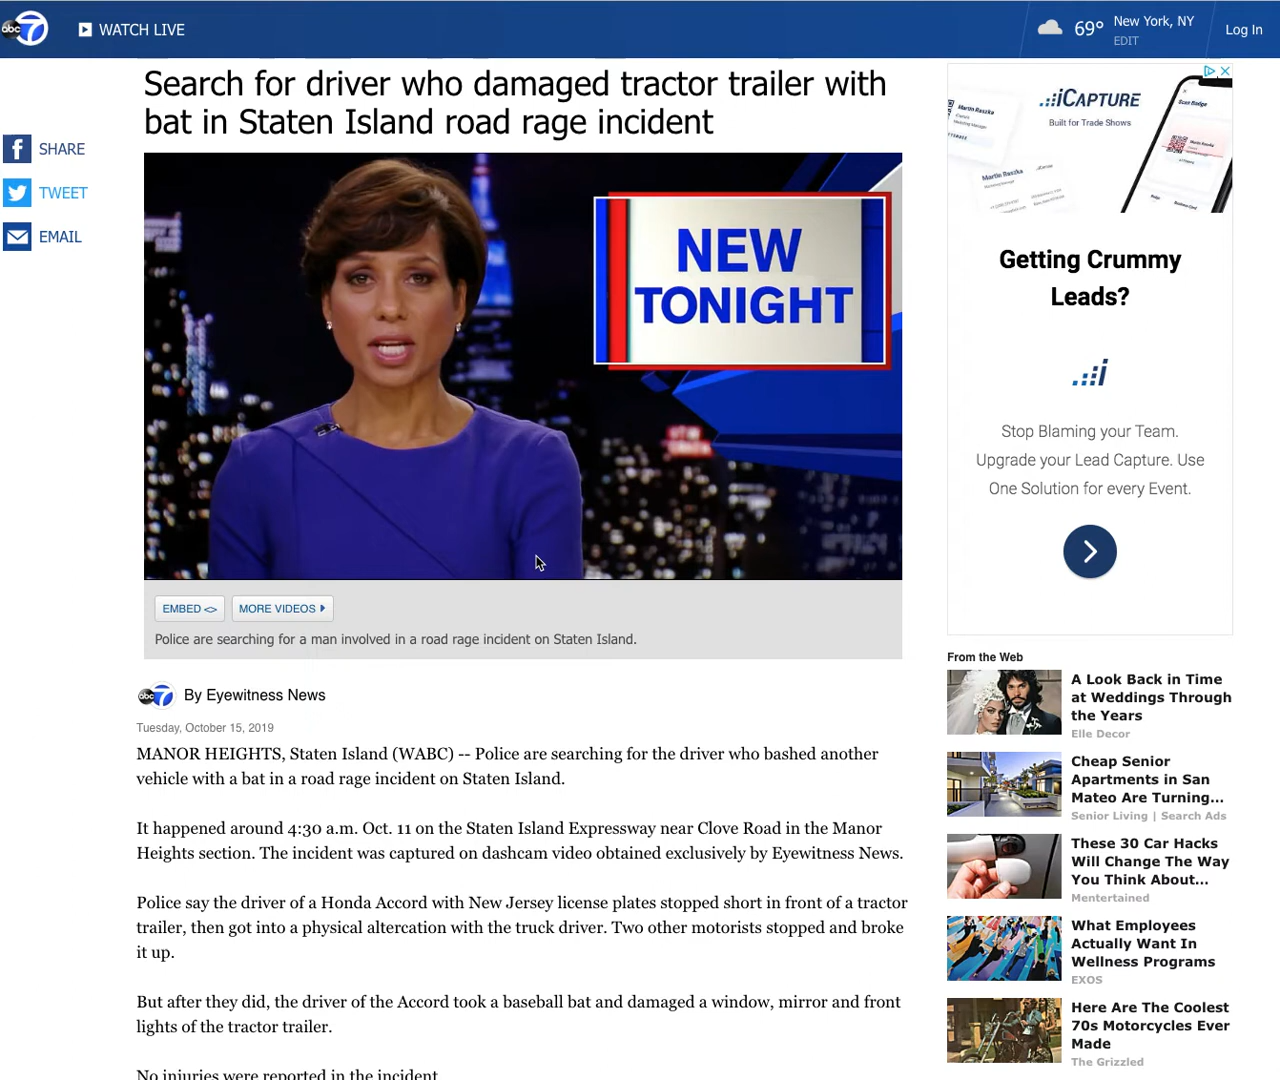 abc 7
WATCH LIVE
69°
New York, NY
EDIT
Log In
SHARE
TWEET
EMAIL
Search for driver who damaged tractor trailer with
bat in Staten Island road rage incident
NEW
TONIGHT
EMBED <>
MORE VIDEOS
Police are searching for a man involved in a road rage incident on Staten Island.
abc 7
By Eyewitness News
Tuesday, October 15, 2019
MANOR HEIGHTS, Staten Island (WABC) -- Police are searching for the driver who bashed another
vehicle with a bat in a road rage incident on Staten Island.
It happened around 4:30 a.m. Oct. 11 on the Staten Island Expressway near Clove Road in the Manor
Heights section. The incident was captured on dashcam video obtained exclusively by Eyewitness News.
Police say the driver of a Honda Accord with New Jersey license plates stopped short in front of a tractor
trailer, then got into a physical altercation with the truck driver. Two other motorists stopped and broke
it up.
But after they did, the driver of the Accord took a baseball bat and damaged a window, mirror and front
lights of the tractor trailer.
No injuries were reported in the incident
iCAPTURE
Built for Trade Shows
Martin Raszka
Martin Raszka
Scan Badge
Getting Crummy
Leads?
Stop Blaming your Team.
Upgrade your Lead Capture. Use
One Solution for every Event.
From the Web
A Look Back in Time
at Weddings Through
the Years
Elle Decor
Cheap Senior
Apartments in San
Mateo Are Turning...
Senior Living | Search Ads
These 30 Car Hacks
Will Change The Way
You Think About...
Mentertained
What Employees
Actually Want In
Wellness Programs
EXOS
Here Are The Coolest
70s Motorcycles Ever
Made
The Grizzled